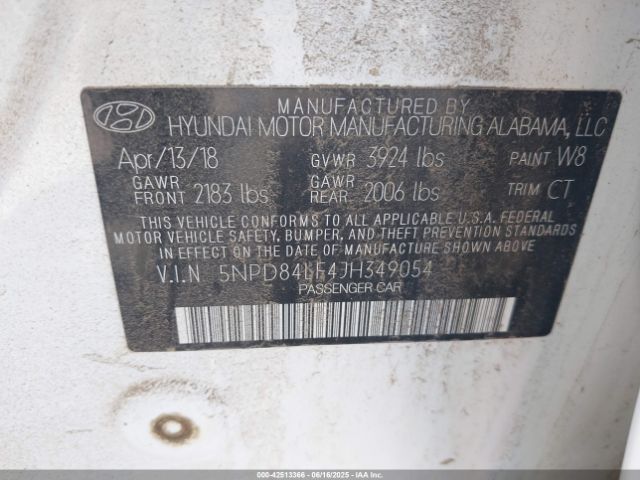 MANUFACTURED BY
HYUNDAI MOTOR MANUFACTURING ALABAMA, LLC
Apr/13/18 GVWR 3924 lbs PAINT W8
GAWR FRONT 2183 lbs GAWR REAR 2006 lbs TRIM CT
THIS VEHICLE CONFORMS TO ALL APPLICABLE U.S.A. FEDERAL
MOTOR VEHICLE SAFETY, BUMPER, AND THEFT PREVENTION STANDARDS
IN EFFECT ON THE DATE OF MANUFACTURE SHOWN ABOVE.
V.I.N 5NPD84LF4JH349054
PASSENGER CAR
000-42513366 - 06/16/2025 - COPYRIGHT © IAA, LLC